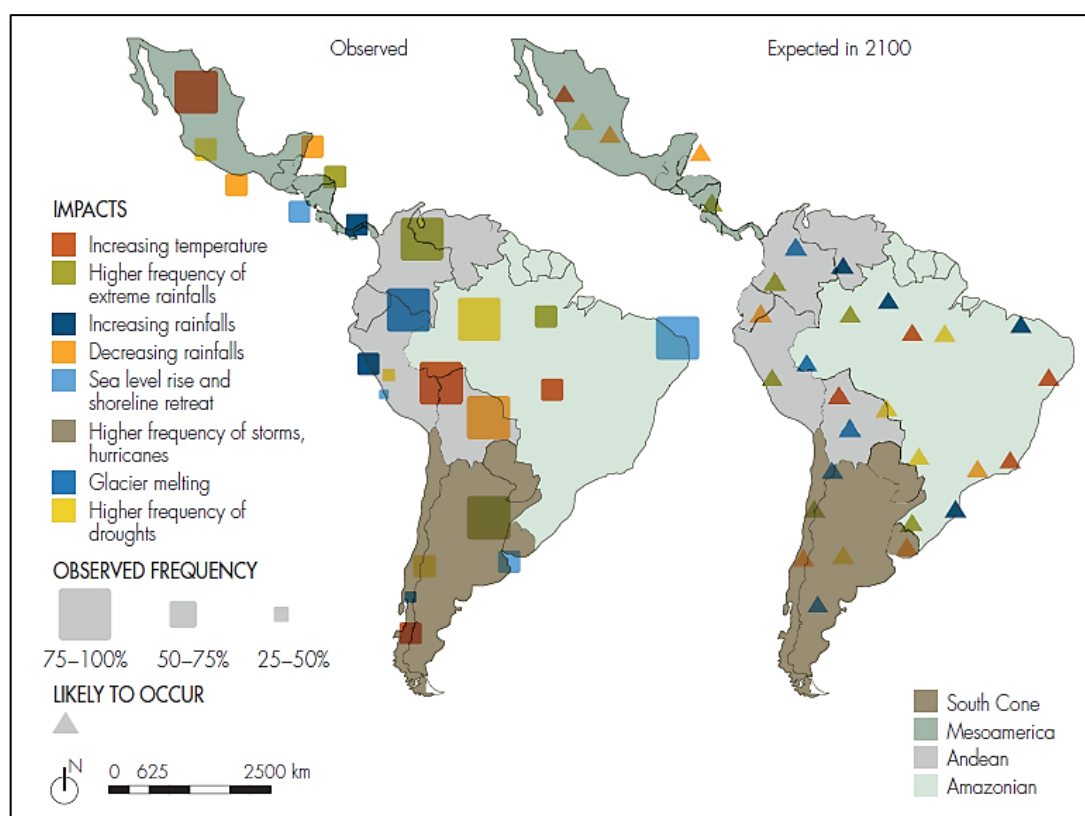 Observed
Expected in 2100
IMPACTS
Increasing temperature
Higher frequency of
extreme rainfalls
Increasing rainfalls
Decreasing rainfalls
Sea level rise and
shoreline retreat
Higher frequency of storms,
hurricanes
Glacier melting
Higher frequency of
droughts
OBSERVED FREQUENCY
75–100% 50–75% 25–50%
LIKELY TO OCCUR
N
0 625 2500 km
South Cone
Mesoamerica
Andean
Amazonian